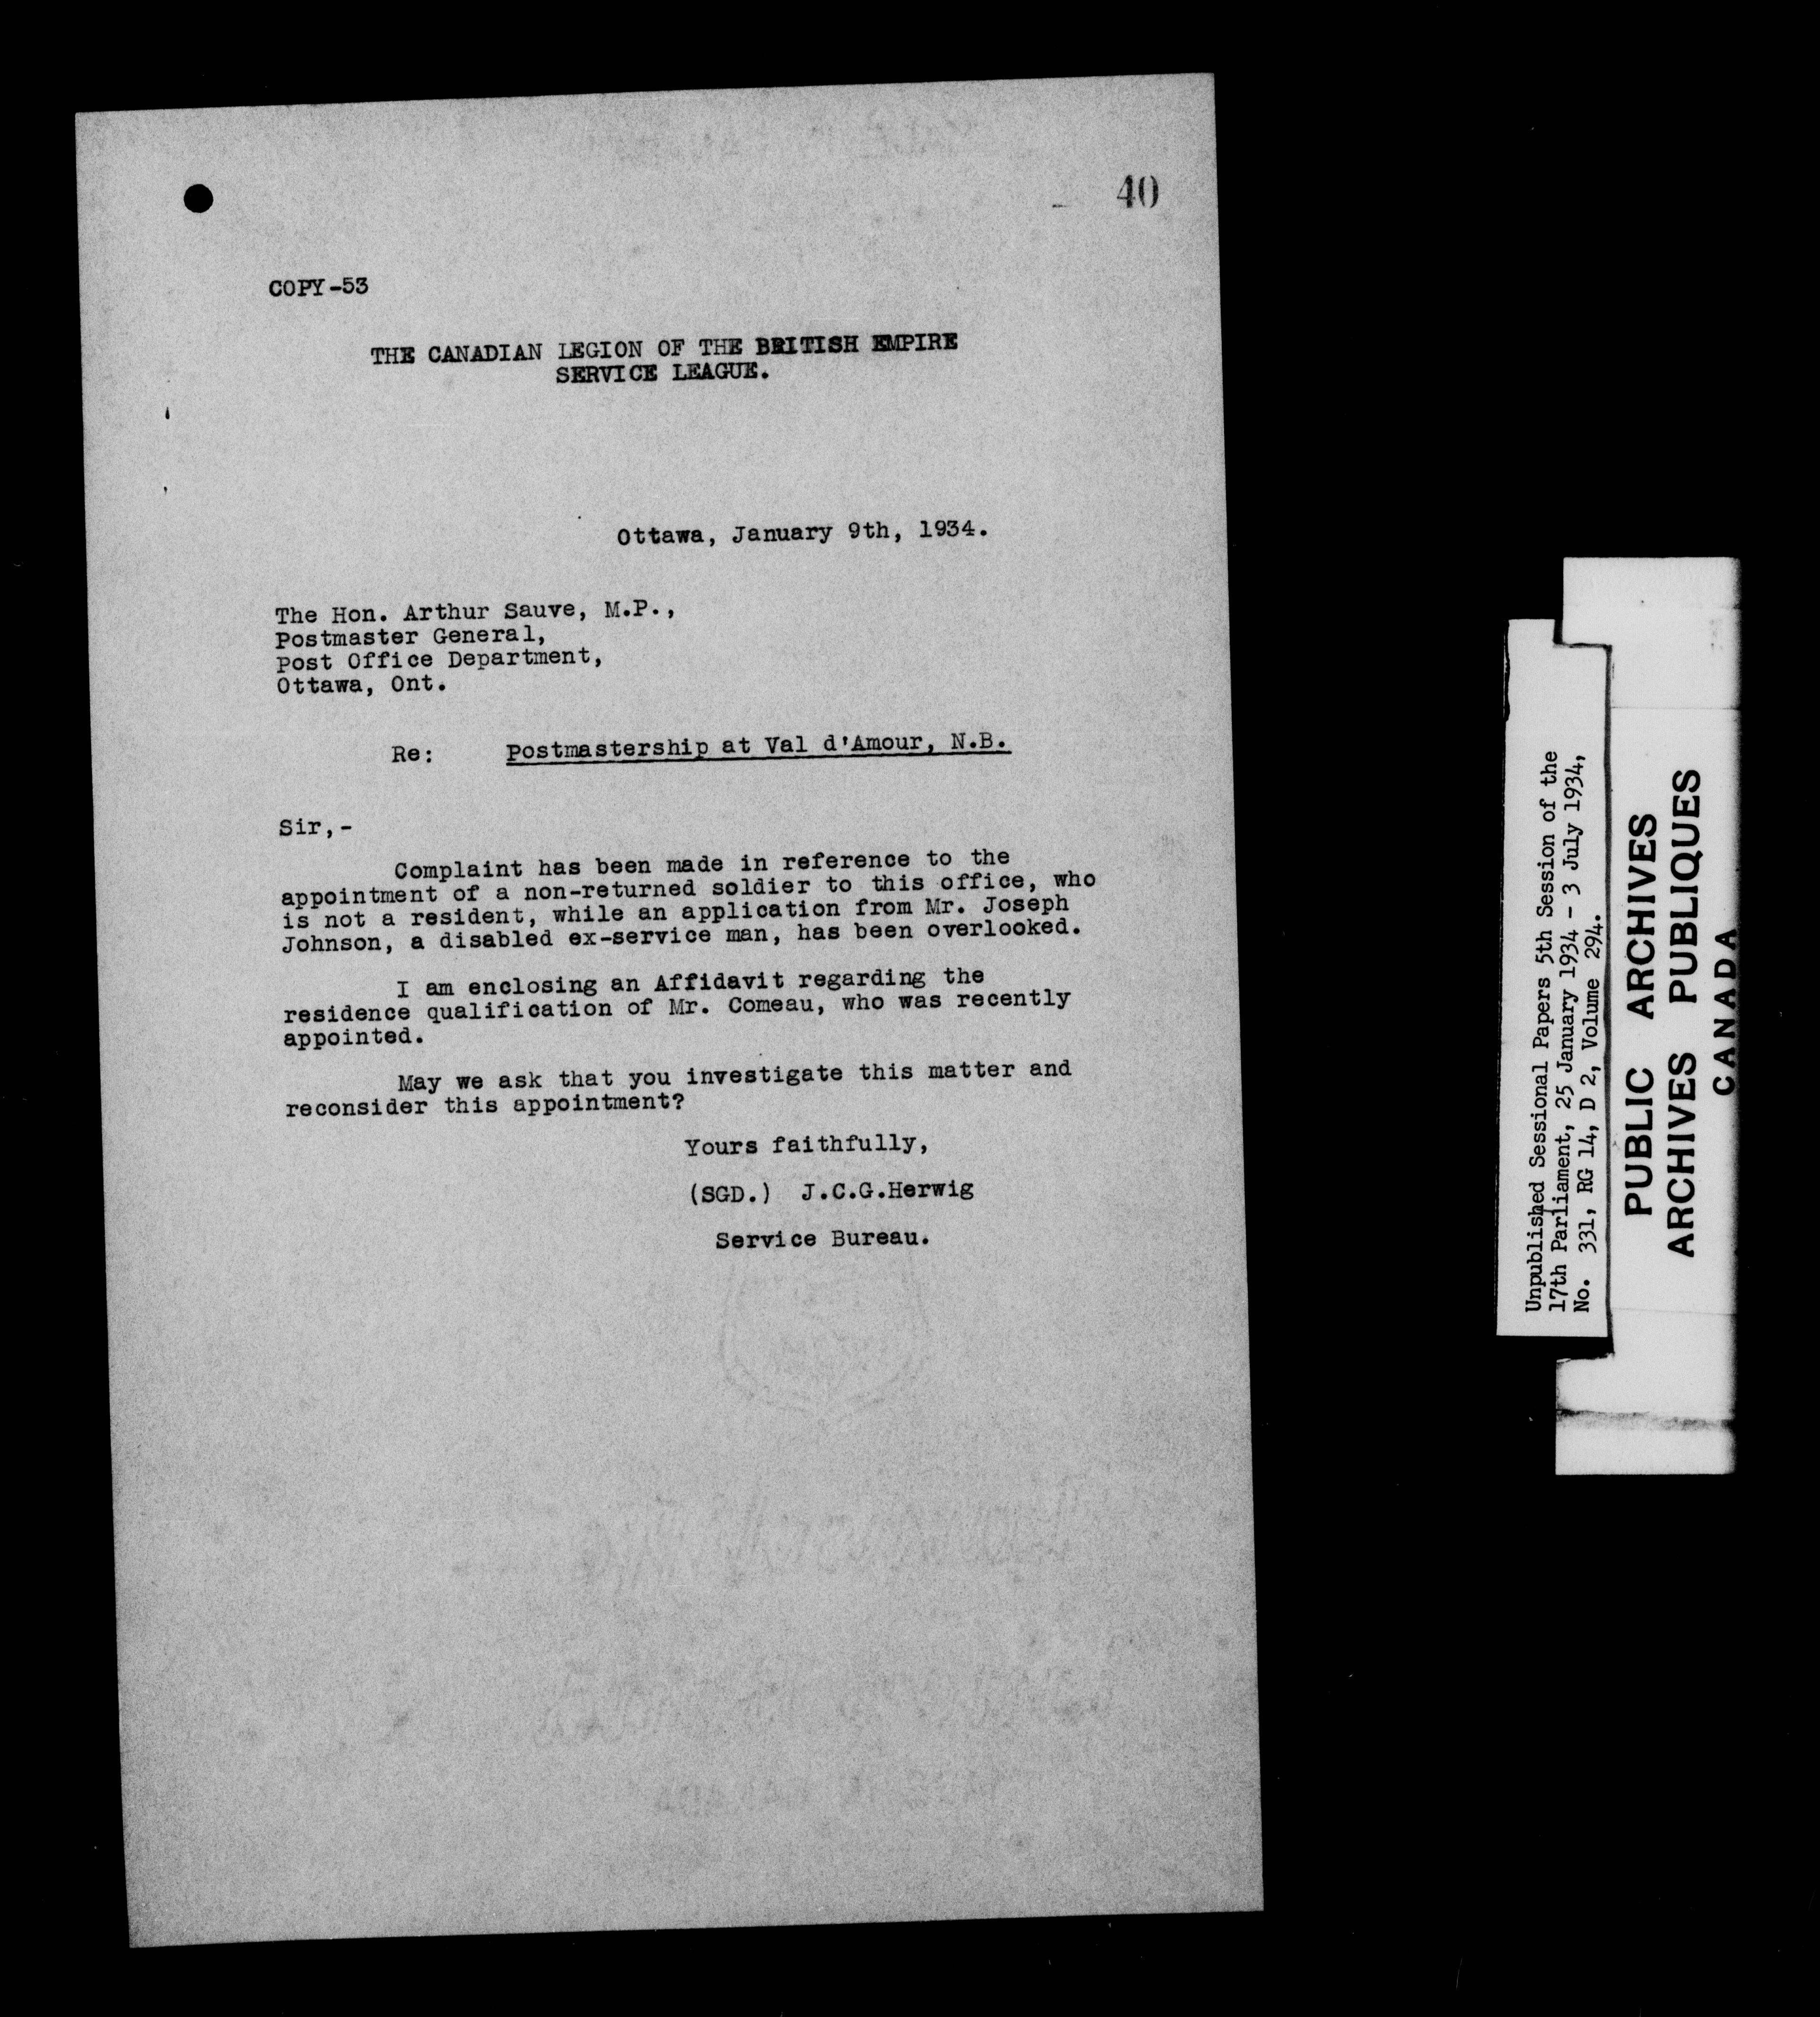 40
COPY-53
THE CANADIAN LEGION OF THE BRITISH EMPIRE
SERVICE LEAGUE.
Ottawa, January 9th, 1934.
The Hon. Arthur Sauve, M.P.,
Postmaster General,
Post Office Department,
Ottawa, Ont.
Re: Postmastership at Val d'Amour, N.B.
Sir,-
Complaint has been made in reference to the
appointment of a non-returned soldier to this office, who
is not a resident, while an application from Mr. Joseph
Johnson, a disabled ex-service man, has been overlooked.
I am enclosing an Affidavit regarding the
residence qualification of Mr. Comeau, who was recently
appointed.
May we ask that you investigate this matter and
reconsider this appointment?
Yours faithfully,
(SGD.) J.C.G.Herwig
Service Bureau.
Unpublished Sessional Papers 5th Session of the
17th Parliament, 25 January 1934 - 3 July 1934,
No. 331, RG 14, D 2, Volume 294.
PUBLIC ARCHIVES
ARCHIVES PUBLIQUES
CANADA